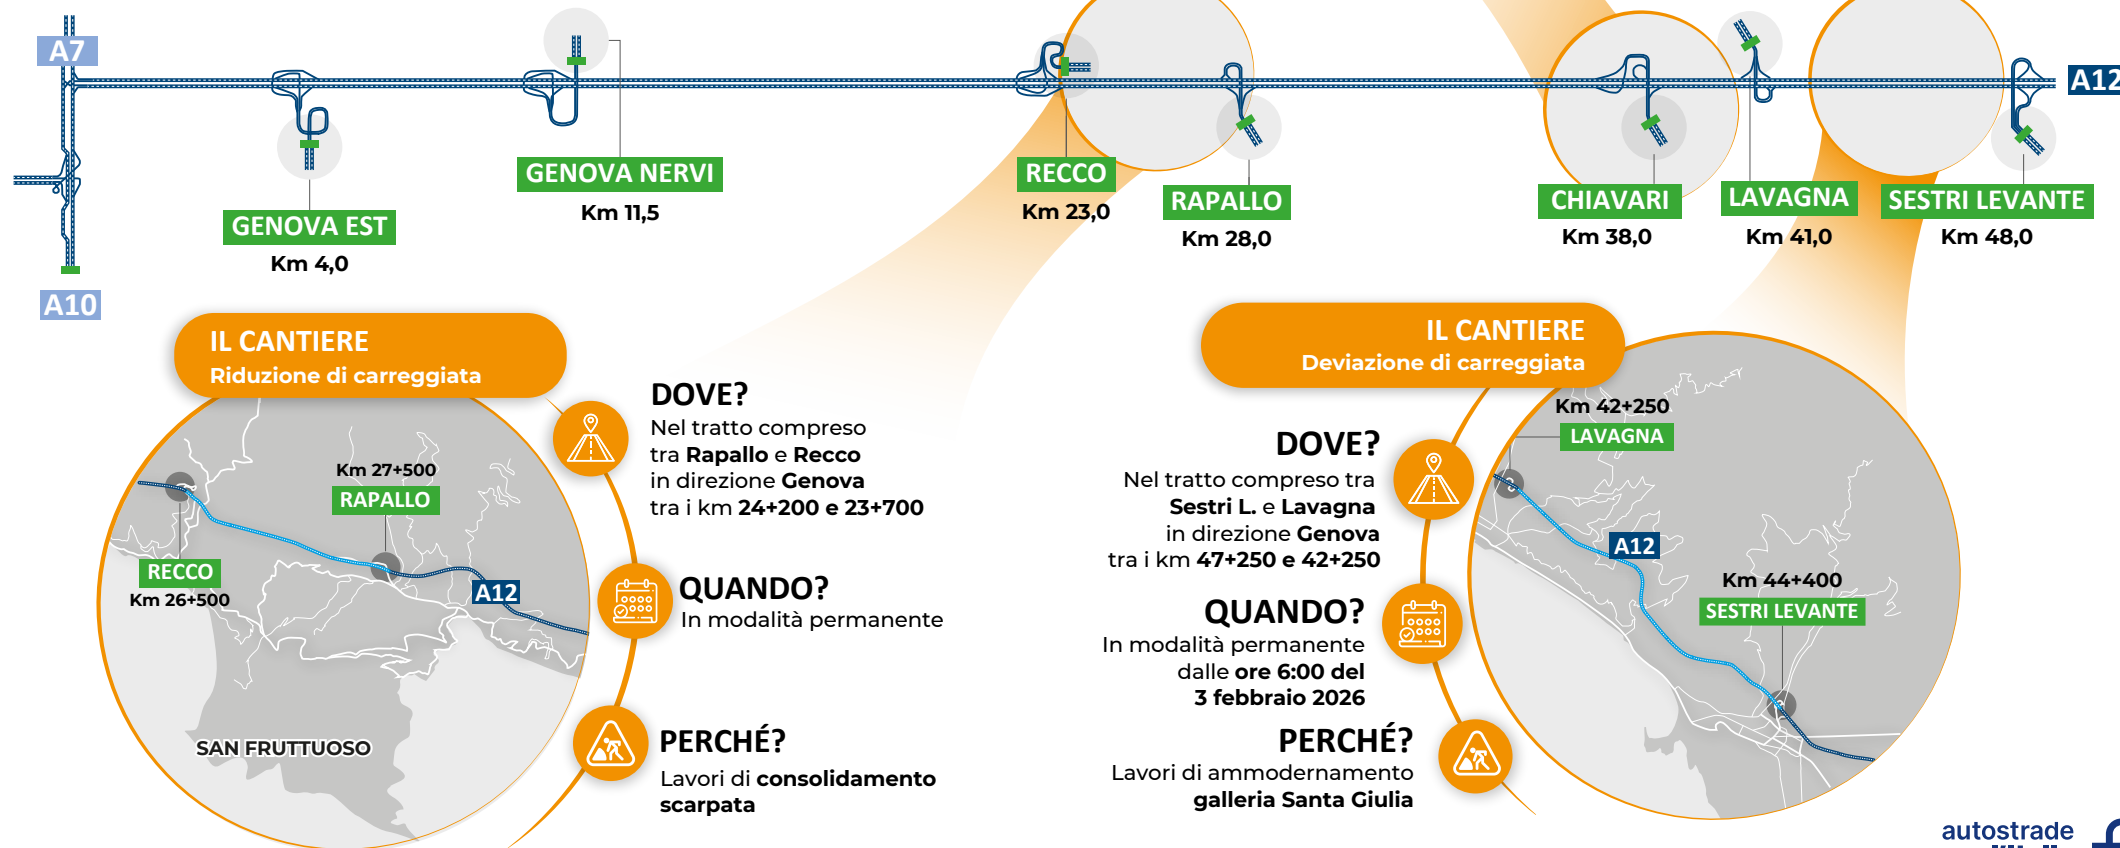 A7
A12
GENOVA EST
Km 4,0
GENOVA NERVI
Km 11,5
RECCO
Km 23,0
RAPALLO
Km 28,0
CHIAVARI
Km 38,0
LAVAGNA
Km 41,0
SESTRI LEVANTE
Km 48,0
A10
IL CANTIERE
Riduzione di carreggiata
Km 27+500
RAPALLO
RECCO
Km 26+500
A12
SAN FRUTTUOSO
DOVE?
Nel tratto compreso
tra Rapallo e Recco
in direzione Genova
tra i km 24+200 e 23+700
QUANDO?
In modalità permanente
PERCHÉ?
Lavori di consolidamento
scarpata
IL CANTIERE
Deviazione di carreggiata
DOVE?
Nel tratto compreso tra
Sestri L. e Lavagna
in direzione Genova
tra i km 47+250 e 42+250
QUANDO?
In modalità permanente
dalle ore 6:00 del
3 febbraio 2026
PERCHÉ?
Lavori di ammodernamento
galleria Santa Giulia
Km 42+250
LAVAGNA
A12
Km 44+400
SESTRI LEVANTE
autostrade